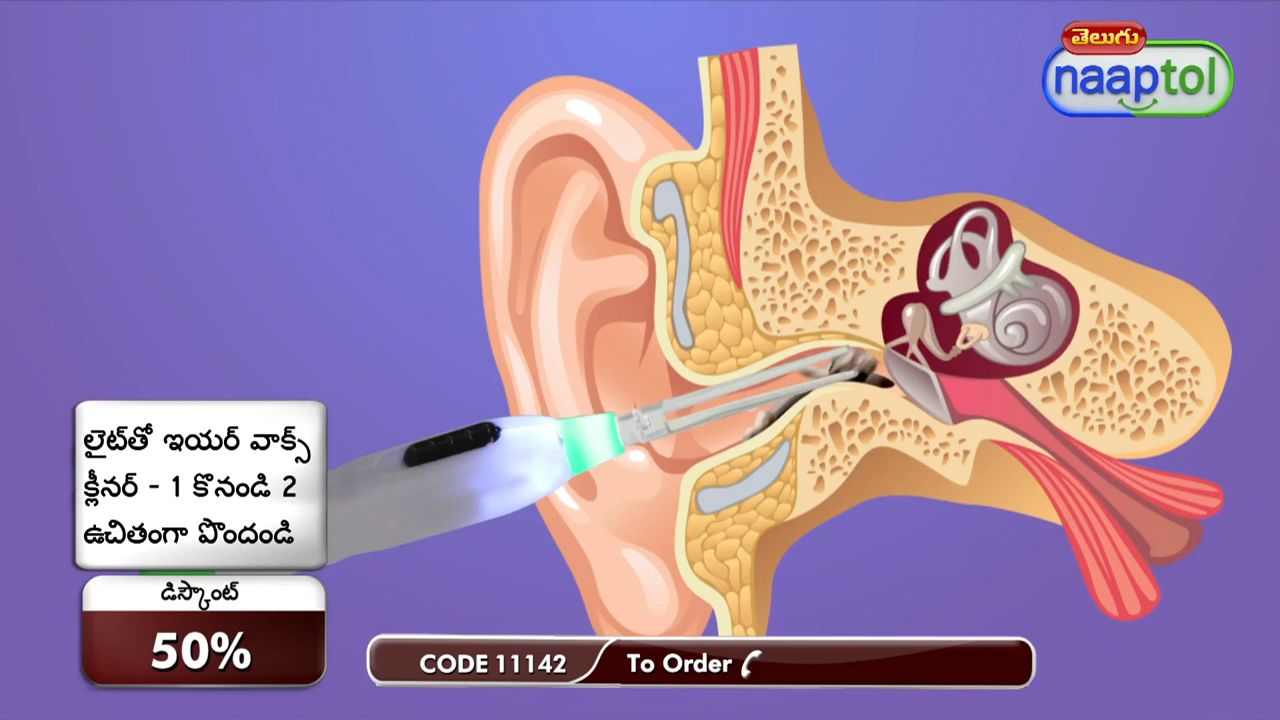 తెలుగు
naaptol
లైట్‌తో ఇయర్ వాక్స్
క్లీనర్ - 1 కొనండి 2
ఉచితంగా పొందండి
డిస్కౌంట్
50%
CODE 11142 To Order